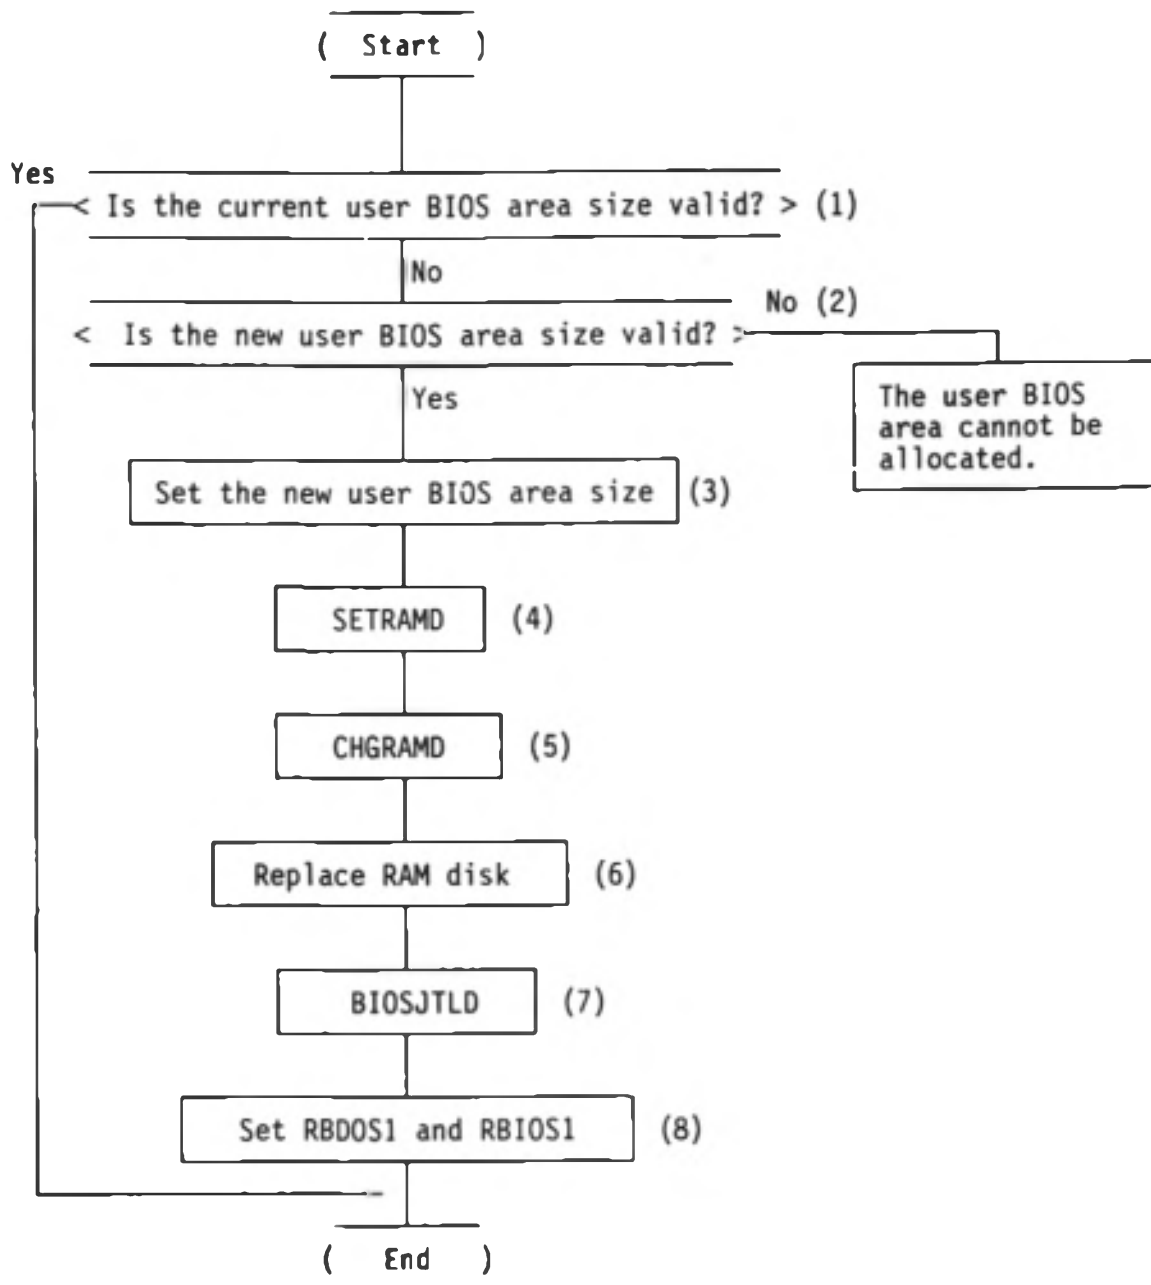 ( Start )
Yes
< Is the current user BIOS area size valid? > (1)
No
No (2)
< Is the new user BIOS area size valid? >
Yes
The user BIOS
area cannot be
allocated.
Set the new user BIOS area size (3)
SETRAMD (4)
CHGRAMD (5)
Replace RAM disk (6)
BIOSJTLD (7)
Set RBDOS1 and RBIOS1 (8)
( End )